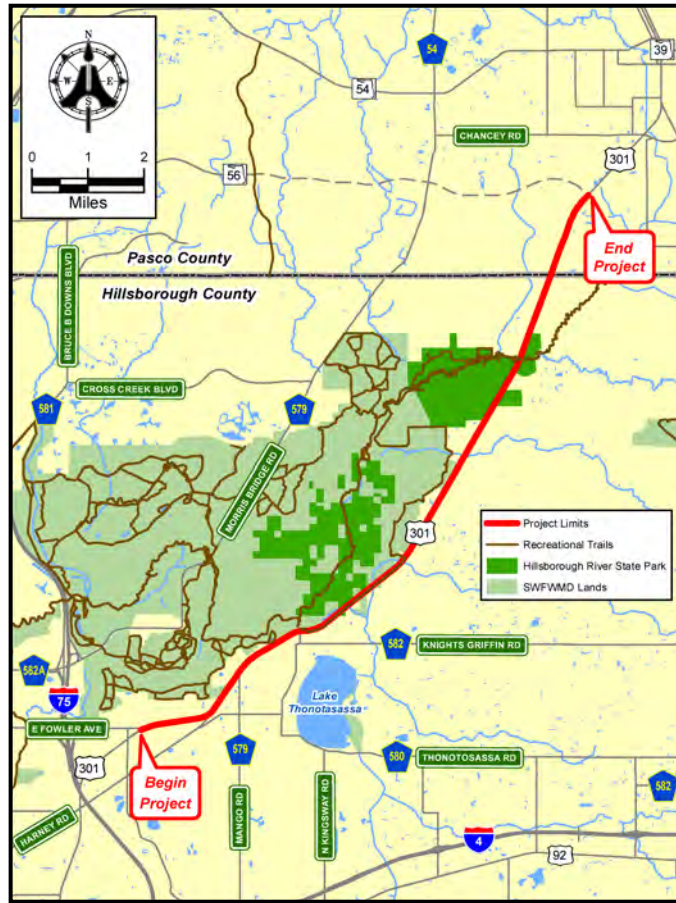 N
W
E
S
0
1
2
Miles
54
39
54
CHANCEY RD
301
56
End
Project
Pasco County
Hillsborough County
BRUCE B DOWNS BLVD
CROSS CREEK BLVD
581
579
MORRIS BRIDGE RD
301
Project Limits
Recreational Trails
Hillsborough River State Park
SWFWMD Lands
582
KNIGHTS GRIFFIN RD
582A
75
Lake
Thonotasassa
E FOWLER AVE
301
579
580
THONOTOSASSA RD
582
Begin
Project
HARNEY RD
MANGO RD
N KINGSWAY RD
4
92